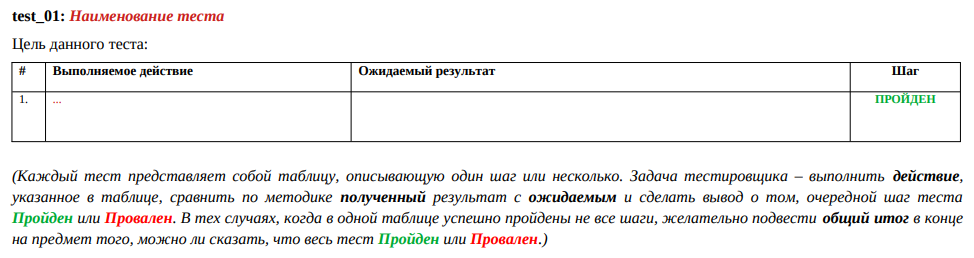 test_01: Наименование теста
Цель данного теста:
# Выполняемое действие Ожидаемый результат Шаг
1. ... ПРОЙДЕН
(Каждый тест представляет собой таблицу, описывающую один шаг или несколько. Задача тестировщика – выполнить действие,
указанное в таблице, сравнить по методике полученный результат с ожидаемым и сделать вывод о том, очередной шаг теста
Пройден или Провален. В тех случаях, когда в одной таблице успешно пройдены не все шаги, желательно подвести общий итог в конце
на предмет того, можно ли сказать, что весь тест Пройден или Провален.)